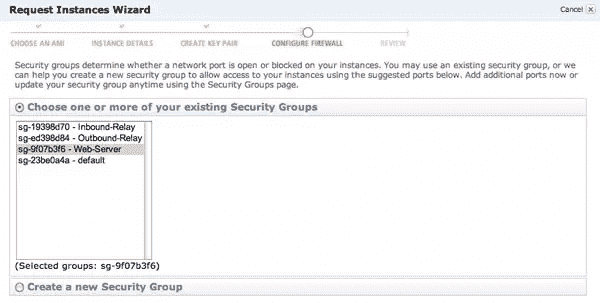 Request Instances Wizard
Cancel
CHOOSE AN AMI INSTANCE DETAILS CREATE KEY PAIR CONFIGURE FIREWALL REVIEW
Security groups determine whether a network port is open or blocked on your instances. You may use an existing security group, or we
can help you create a new security group to allow access to your instances using the suggested ports below. Add additional ports now or
update your security group anytime using the Security Groups page.
Choose one or more of your existing Security Groups
sg-19398d70 - Inbound-Relay
sg-ed398d84 - Outbound-Relay
sg-9f07b3f6 - Web-Server
sg-23be0a4a - default
(Selected groups: sg-9f07b3f6)
Create a new Security Group